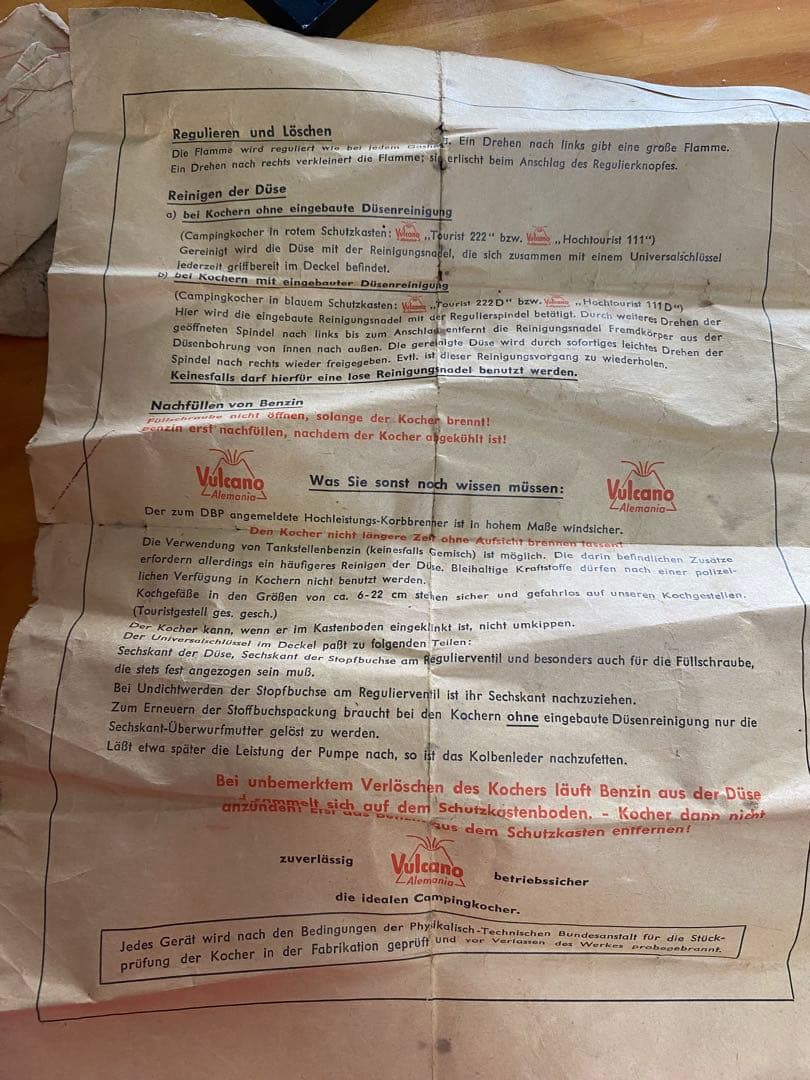 Regulieren und Löschen
Die Flamme wird reguliert wie bei jedem Ein Drehen nach links gibt eine große Flamme.
Ein Drehen nach rechts verkleinert die Flamme; sie erlischt beim Anschlag des Regulierknopfes.
Reinigen der Düse
a) bei Kochern ohne eingebaute Düsenreinigung
(Campingkocher in rotem Schutzkasten: Vulcano Alemania „Tourist 222" bzw. Vulcano Alemania „Hochtourist 111")
Gereinigt wird die Düse mit der Reinigungsnadel, die sich zusammen mit einem Universalschlüssel
jederzeit griffbereit im Deckel befindet.
b) bei Kochern mit eingebauter Düsenreinigung
(Campingkocher in blauem Schutzkasten: Vulcano „Tourist 222 D" bzw. Vulcano „Hochtourist 111 D")
Hier wird die eingebaute Reinigungsnadel mit der Regulierspindel betätigt. Durch weiteres Drehen der
geöffneten Spindel nach links bis zum Anschlag entfernt die Reinigungsnadel Fremdkörper aus der
Düsenbohrung von innen nach außen. Die gereinigte Düse wird durch sofortiges leichtes Drehen der
Spindel nach rechts wieder freigegeben. Evtl. ist dieser Reinigungsvorgang zu wiederholen.
Keinesfalls darf hierfür eine lose Reinigungsnadel benutzt werden.
Nachfüllen von Benzin
Füllschraube nicht öffnen, solange der Kocher brennt!
Benzin erst nachfüllen, nachdem der Kocher abgekühlt ist!
Vulcano
Alemania
Was Sie sonst noch wissen müssen:
Vulcano
Alemania
Der zum DBP angemeldete Hochleistungs-Korbbrenner ist in hohem Maße windsicher.
Den Kocher nicht längere Zeit ohne Aufsicht brennen lassen!
Die Verwendung von Tankstellenbenzin (keinesfalls Gemisch) ist möglich. Die darin befindlichen Zusätze
erfordern allerdings ein häufigeres Reinigen der Düse. Bleihaltige Kraftstoffe dürfen nach einer polizei-
lichen Verfügung in Kochern nicht benutzt werden.
Kochgefäße in den Größen von ca. 6-22 cm stehen sicher und gefahrlos auf unseren Kochgestellen.
(Touristgestell ges. gesch.)
Der Kocher kann, wenn er im Kastenboden eingeklinkt ist, nicht umkippen.
Der Universalschlüssel im Deckel paßt zu folgenden Teilen:
Sechskant der Düse, Sechskant der Stopfbuchse am Regulierventil und besonders auch für die Füllschraube,
die stets fest angezogen sein muß.
Bei Undichtwerden der Stopfbuchse am Regulierventil ist ihr Sechskant nachzuziehen.
Zum Erneuern der Stoffbuchspackung braucht bei den Kochern ohne eingebaute Düsenreinigung nur die
Sechskant-Überwurfmutter gelöst zu werden.
Läßt etwa später die Leistung der Pumpe nach, so ist das Kolbenleder nachzufetten.
Bei unbemerktem Verlöschen des Kochers läuft Benzin aus der Düse
sammelt sich auf dem Schutzkastenboden. - Kocher dann nicht
anzünden! Erst das Benzin aus dem Schutzkasten entfernen!
zuverlässig
Vulcano
Alemania
betriebssicher
die idealen Campingkocher.
Jedes Gerät wird nach den Bedingungen der Physikalisch-Technischen Bundesanstalt für die Stück-
prüfung der Kocher in der Fabrikation geprüft und vor Verlassen des Werkes probegebrannt.